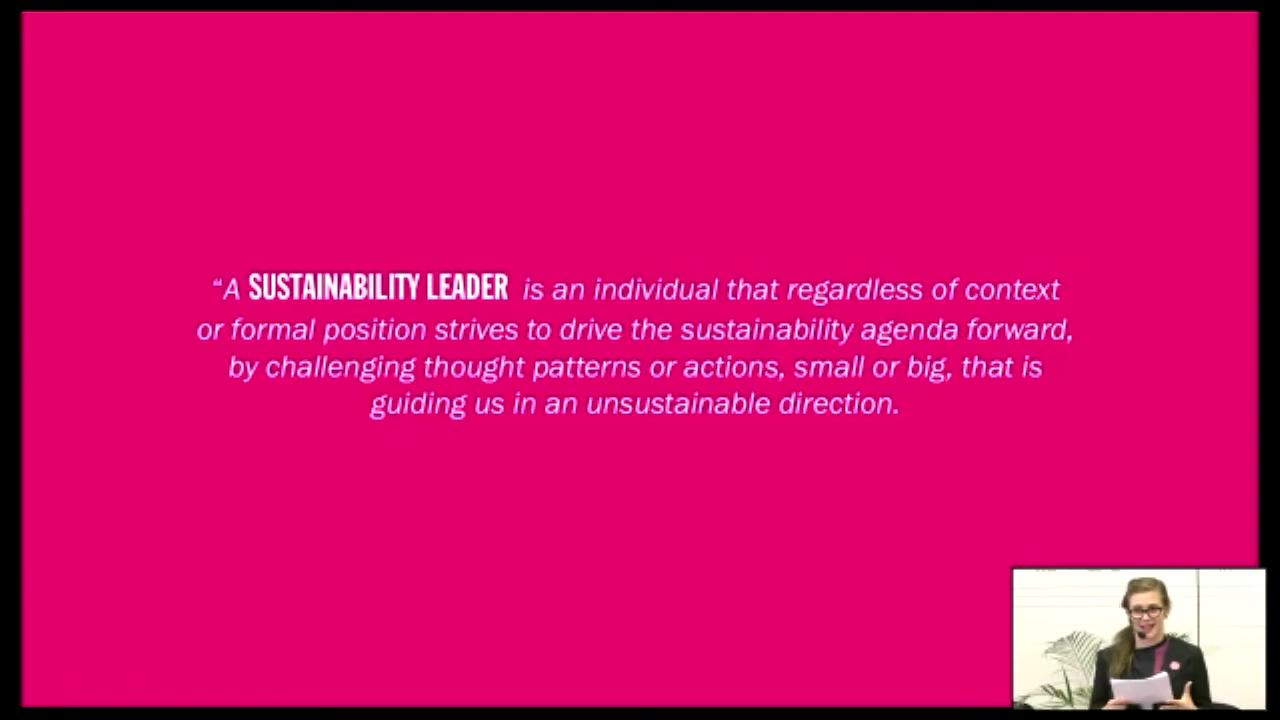 “A SUSTAINABILITY LEADER is an individual that regardless of context
or formal position strives to drive the sustainability agenda forward,
by challenging thought patterns or actions, small or big, that is
guiding us in an unsustainable direction.